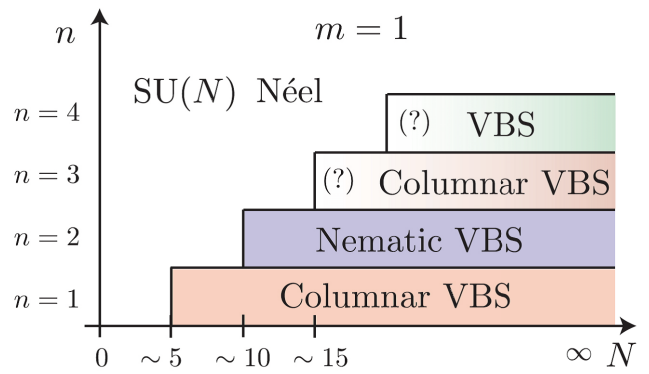 n
m = 1
SU(N) Néel
n = 4
(?) VBS
n = 3
(?) Columnar VBS
n = 2
Nematic VBS
n = 1
Columnar VBS
0 ∼ 5 ∼ 10 ∼ 15 ∞ N